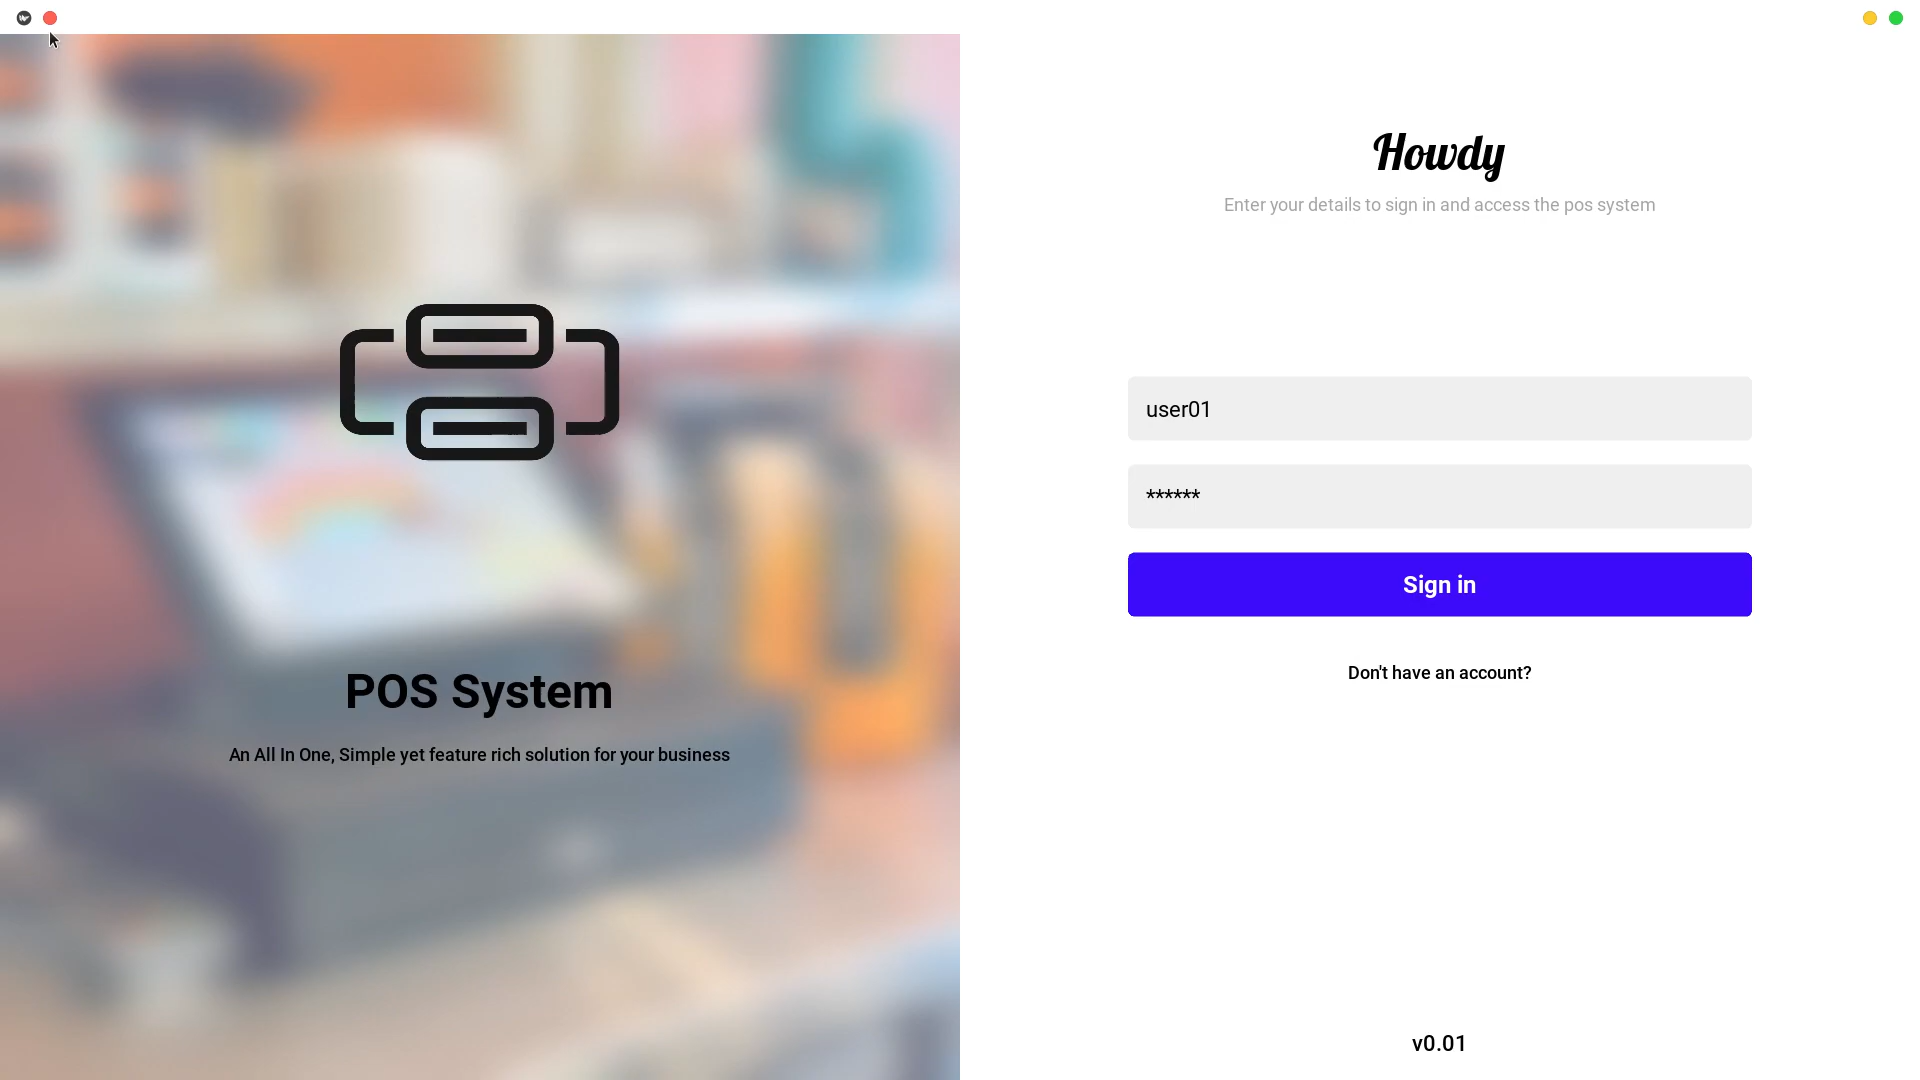 POS System
An All In One, Simple yet feature rich solution for your business
Howdy
Enter your details to sign in and access the pos system
user01
******
Sign in
Don't have an account?
v0.01